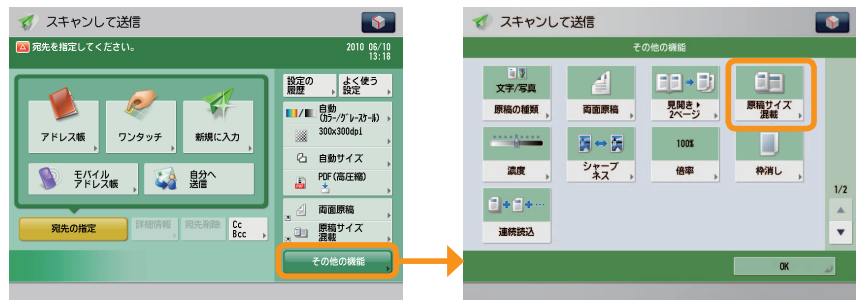 スキャンして送信
宛先を指定してください。
2010 06/10
13:18
アドレス帳
ワンタッチ
新規に入力
モバイル
アドレス帳
自分へ
送信
宛先の指定
詳細情報
宛先削除
Cc
Bcc
設定の
履歴
よく使う
設定
自動
(カラー/グレースケール)
300x300dpi
自動サイズ
PDF(高圧縮)
両面原稿
原稿サイズ
混載
その他の機能
スキャンして送信
その他の機能
文字/写真
原稿の種類
両面原稿
見開き▶
2ページ
原稿サイズ
混載
濃度
シャープ
ネス
100%
倍率
枠消し
連続読込
1/2
OK